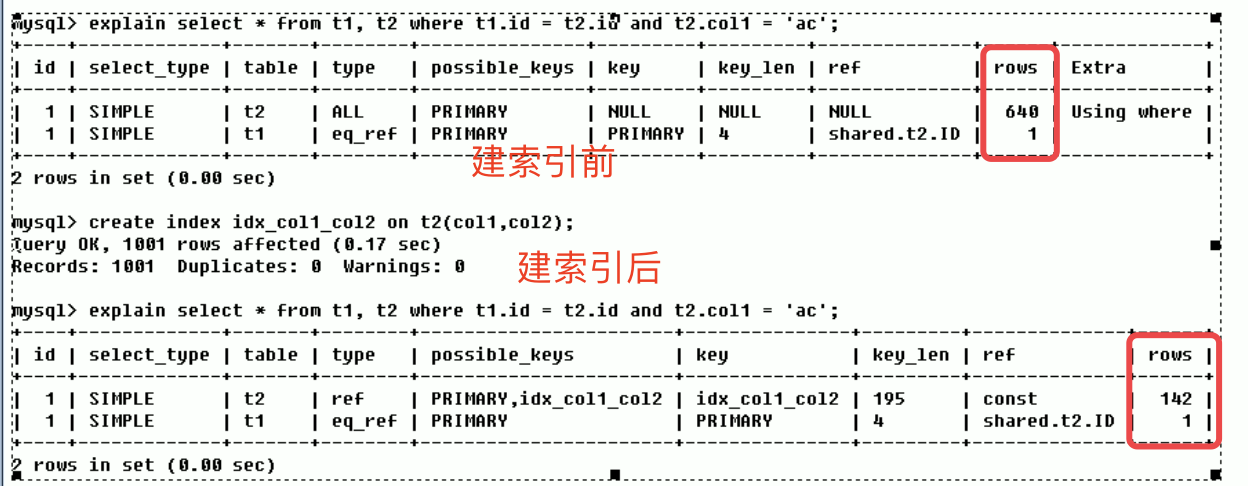 mysql> explain select * from t1, t2 where t1.id = t2.id and t2.col1 = 'ac';
| id | select_type | table | type | possible_keys | key | key_len | ref | rows | Extra |
| 1 | SIMPLE | t2 | ALL | PRIMARY | NULL | NULL | NULL | 640 | Using where |
| 1 | SIMPLE | t1 | eq_ref | PRIMARY | PRIMARY | 4 | shared.t2.ID | 1 | |
建索引前
2 rows in set (0.00 sec)
mysql> create index idx_col1_col2 on t2(col1,col2);
Query OK, 1001 rows affected (0.17 sec)
Records: 1001 Duplicates: 0 Warnings: 0
建索引后
mysql> explain select * from t1, t2 where t1.id = t2.id and t2.col1 = 'ac';
| id | select_type | table | type | possible_keys | key | key_len | ref | rows |
| 1 | SIMPLE | t2 | ref | PRIMARY,idx_col1_col2 | idx_col1_col2 | 195 | const | 142 |
| 1 | SIMPLE | t1 | eq_ref | PRIMARY | PRIMARY | 4 | shared.t2.ID | 1 |
2 rows in set (0.00 sec)